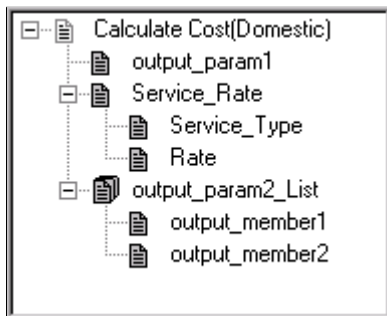 Calculate Cost(Domestic)
output_param1
Service_Rate
Service_Type
Rate
output_param2_List
output_member1
output_member2